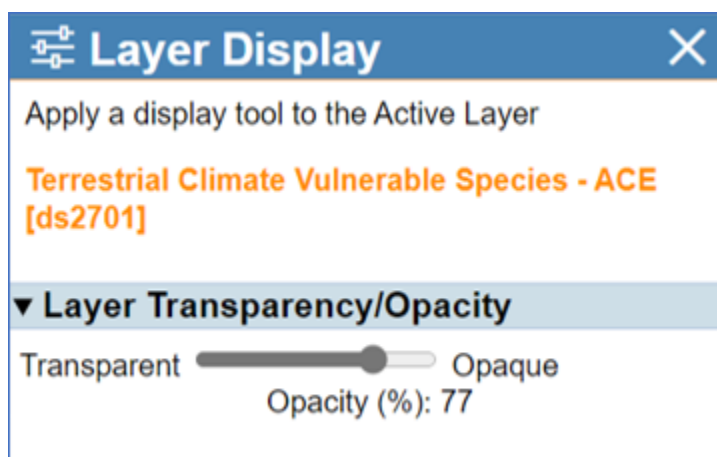 Layer Display
Apply a display tool to the Active Layer
Terrestrial Climate Vulnerable Species - ACE
[ds2701]
▼ Layer Transparency/Opacity
Transparent Opaque
Opacity (%): 77